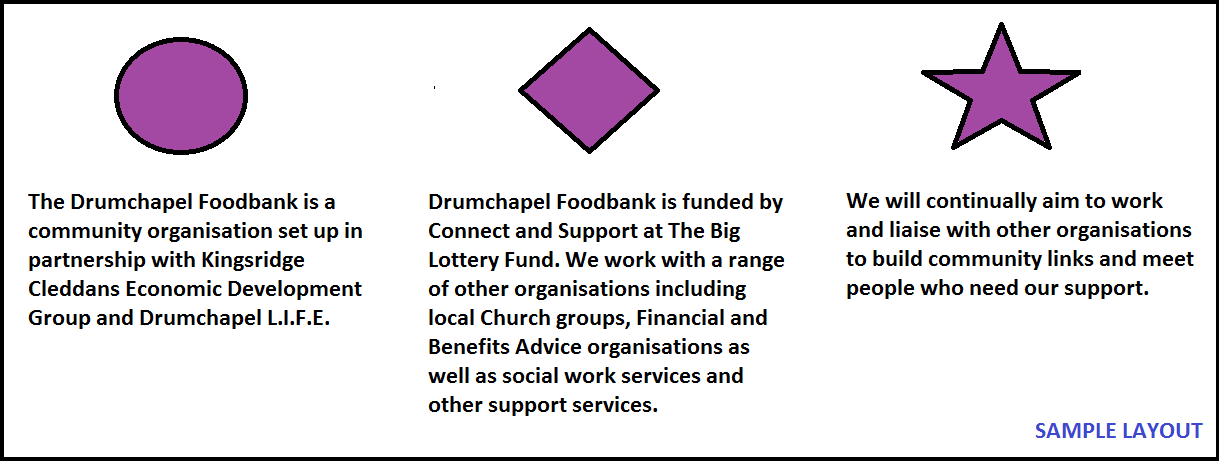 The Drumchapel Foodbank is a
community organisation set up in
partnership with Kingsridge
Cleddans Economic Development
Group and Drumchapel L.I.F.E.
Drumchapel Foodbank is funded by
Connect and Support at The Big
Lottery Fund. We work with a range
of other organisations including
local Church groups, Financial and
Benefits Advice organisations as
well as social work services and
other support services.
We will continually aim to work
and liaise with other organisations
to build community links and meet
people who need our support.
SAMPLE LAYOUT